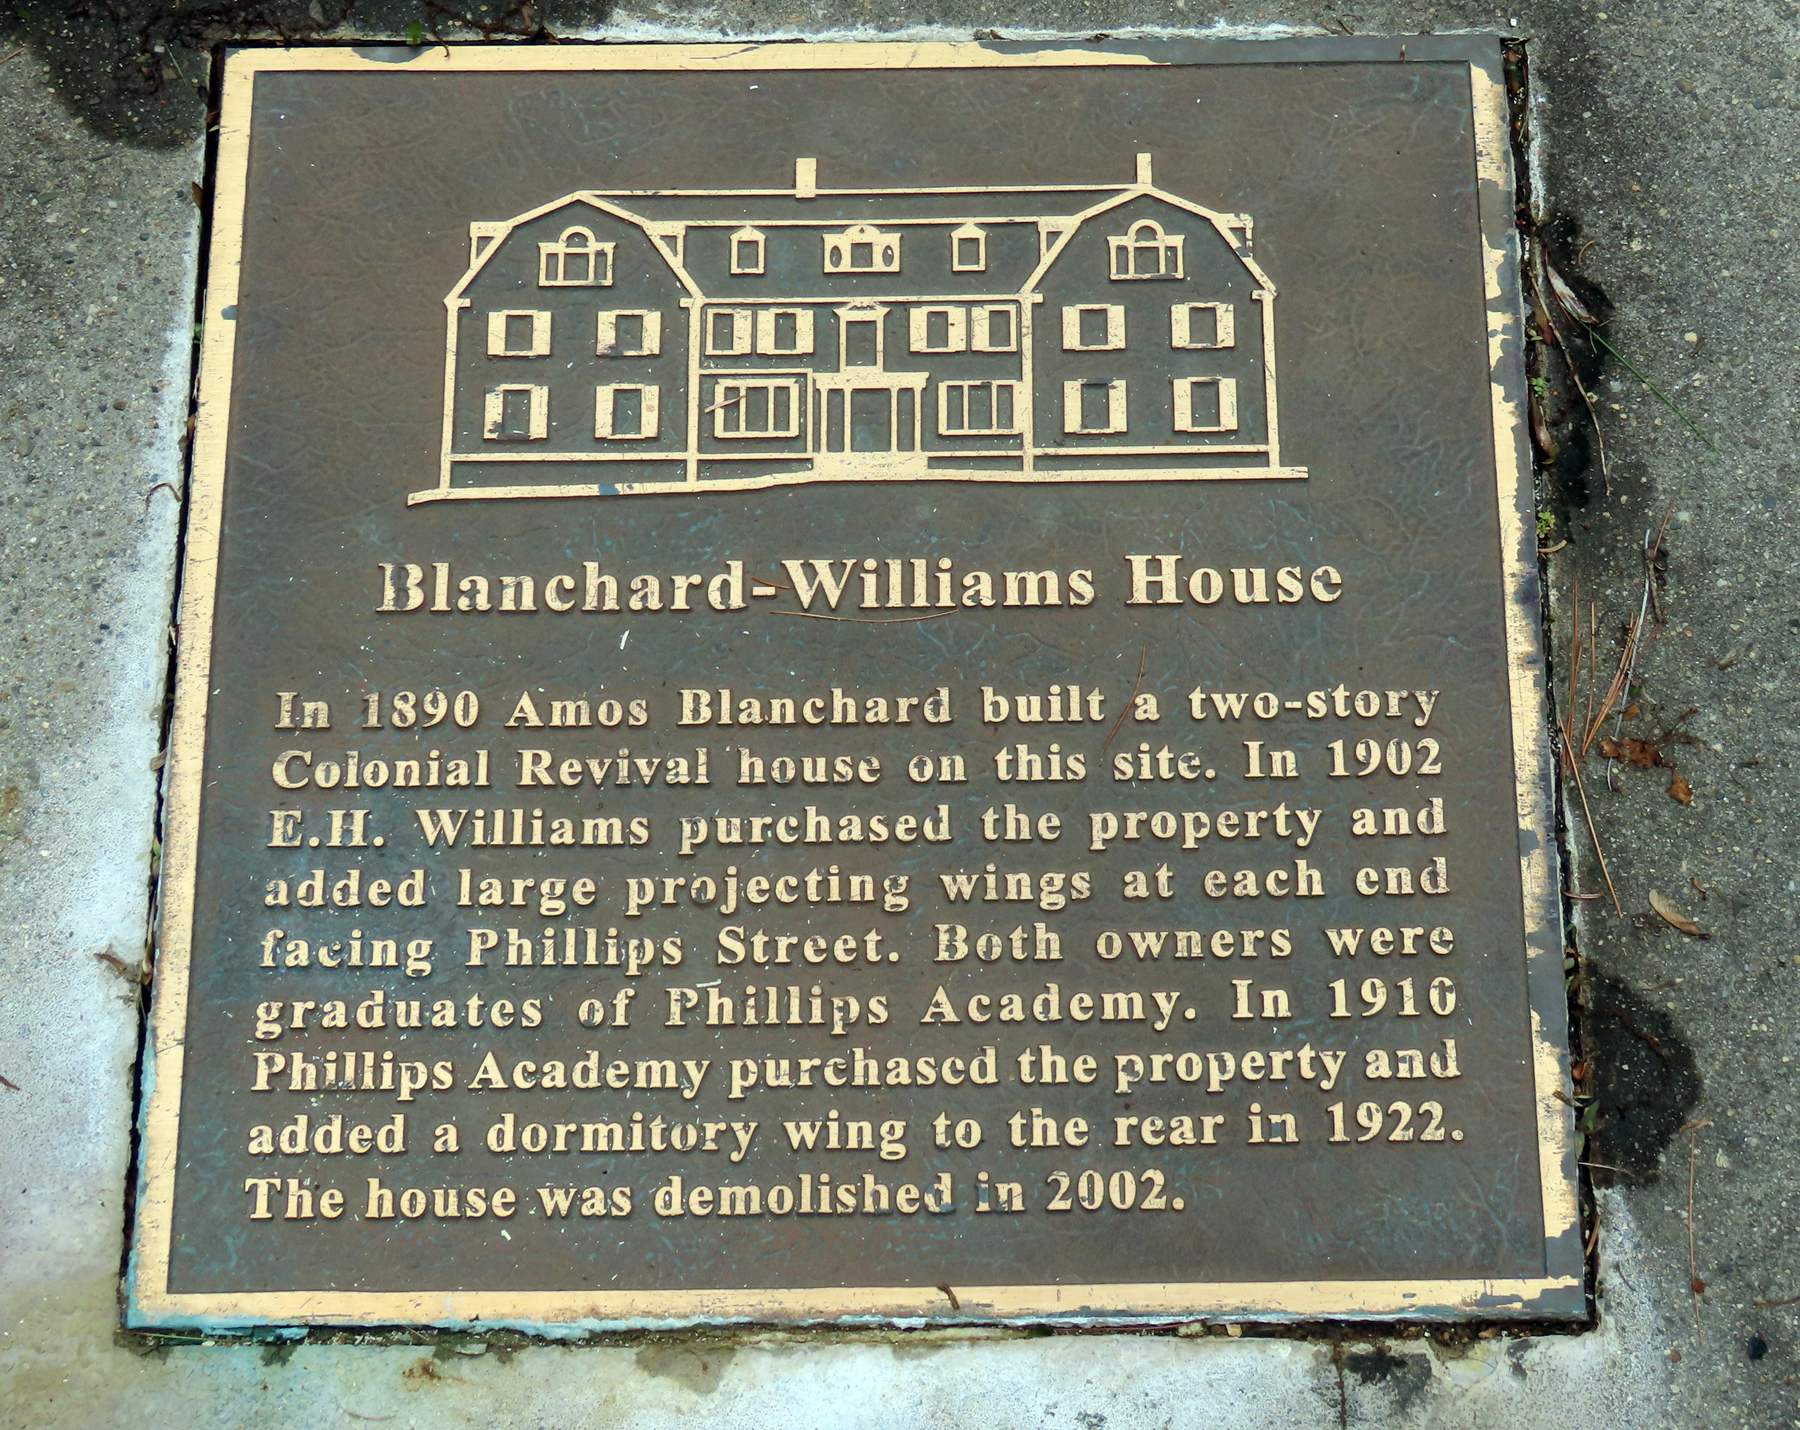 Blanchard-Williams House
In 1890 Amos Blanchard built a two-story
Colonial Revival house on this site. In 1902
E.H. Williams purchased the property and
added large projecting wings at each end
facing Phillips Street. Both owners were
graduates of Phillips Academy. In 1910
Phillips Academy purchased the property and
added a dormitory wing to the rear in 1922.
The house was demolished in 2002.